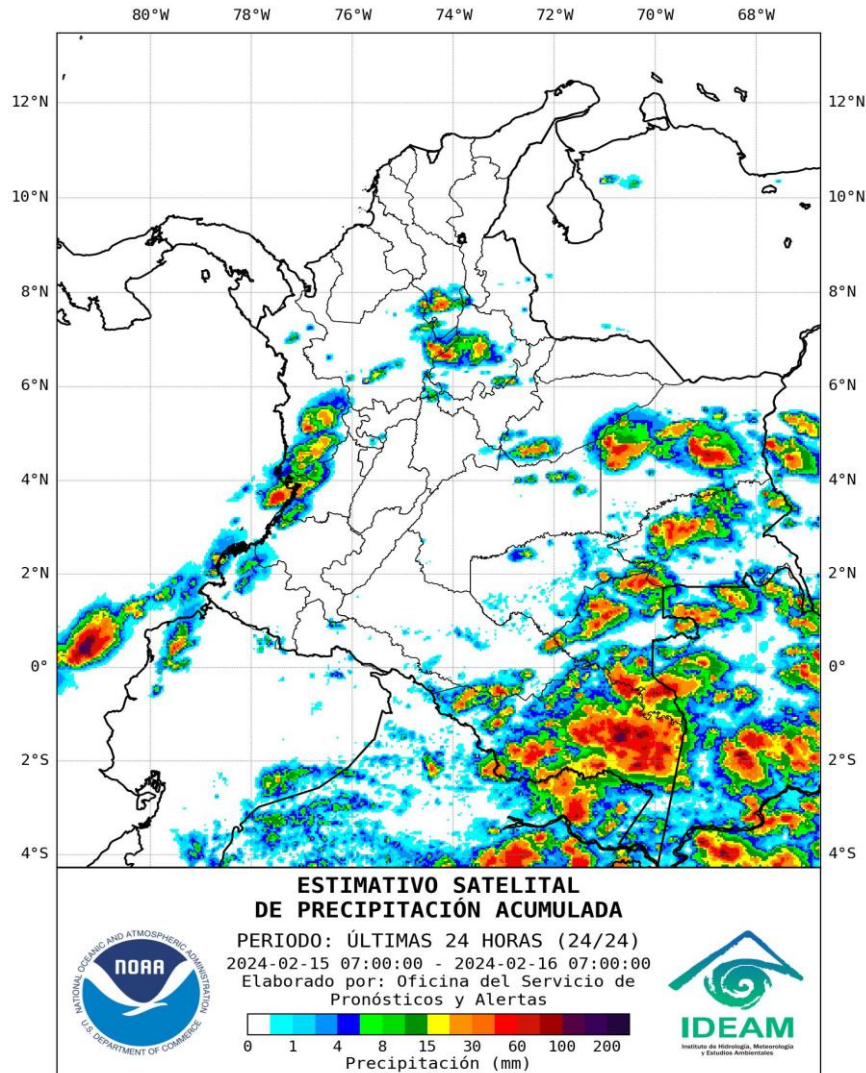 80°W 78°W 76°W 74°W 72°W 70°W 68°W
12°N 12°N
10°N 10°N
8°N 8°N
6°N 6°N
4°N 4°N
2°N 2°N
0° 0°
2°S 2°S
4°S 4°S
ESTIMATIVO SATELITAL
DE PRECIPITACIÓN ACUMULADA
PERIODO: ÚLTIMAS 24 HORAS (24/24)
2024-02-15 07:00:00 - 2024-02-16 07:00:00
Elaborado por: Oficina del Servicio de
Pronósticos y Alertas
0 1 4 8 15 30 60 100 200
Precipitación (mm)
NATIONAL OCEANIC AND ATMOSPHERIC ADMINISTRATION
NOAA
U.S. DEPARTMENT OF COMMERCE
IDEAM
Instituto de Hidrología, Meteorología
y Estudios Ambientales